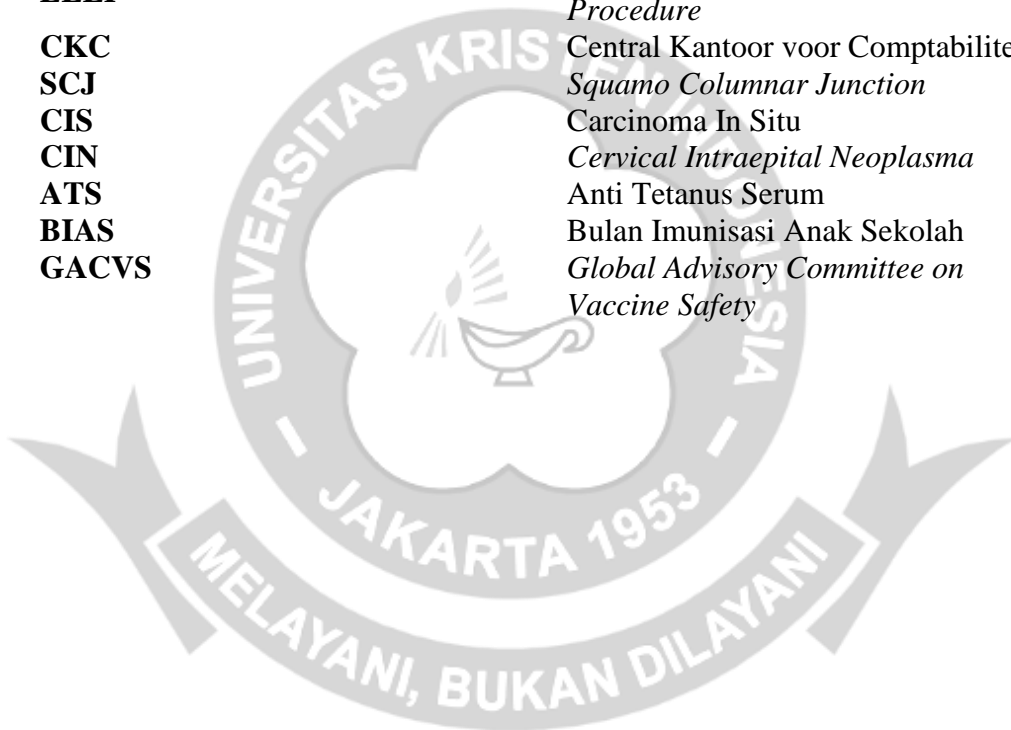 Procedure
CKC Central Kantoor voor Comptabilite
SCJ Squamo Columnar Junction
CIS Carcinoma In Situ
CIN Cervical Intraepital Neoplasma
ATS Anti Tetanus Serum
BIAS Bulan Imunisasi Anak Sekolah
GACVS Global Advisory Committee on
Vaccine Safety
UNIVERSITAS KRISTEN INDONESIA
JAKARTA 1953
MELAYANI, BUKAN DILAYANI